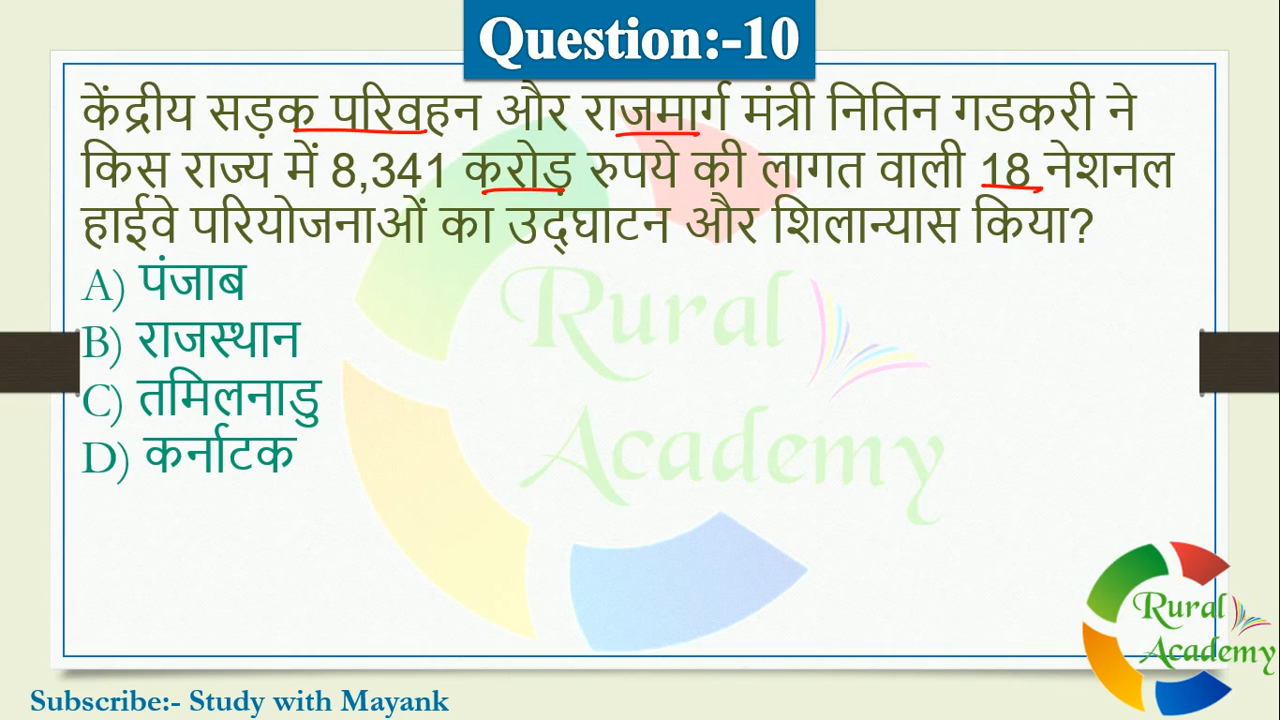 Question:-10
केंद्रीय सड़क परिवहन और राजमार्ग मंत्री नितिन गडकरी ने
किस राज्य में 8,341 करोड़ रुपये की लागत वाली 18 नेशनल
हाईवे परियोजनाओं का उद्घाटन और शिलान्यास किया?
A) पंजाब
B) राजस्थान
C) तमिलनाडु
D) कर्नाटक
Rural
Academy
Rural
Academy
Subscribe:- Study with Mayank